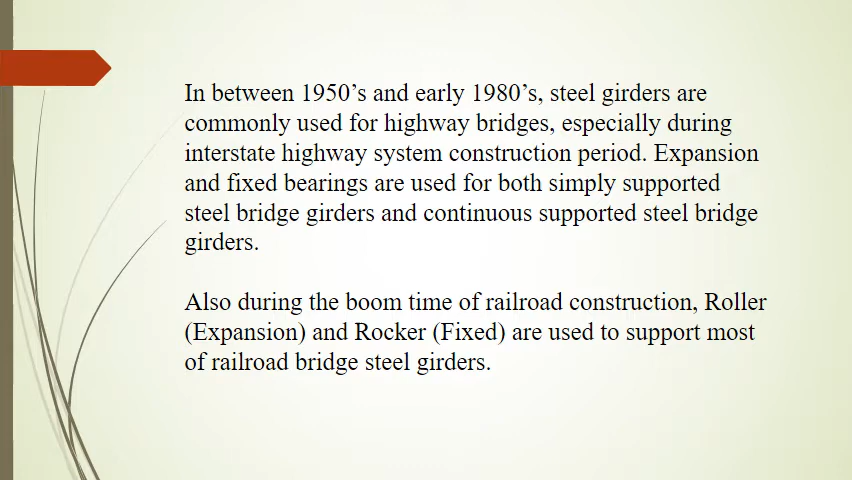 In between 1950’s and early 1980’s, steel girders are
commonly used for highway bridges, especially during
interstate highway system construction period. Expansion
and fixed bearings are used for both simply supported
steel bridge girders and continuous supported steel bridge
girders.
Also during the boom time of railroad construction, Roller
(Expansion) and Rocker (Fixed) are used to support most
of railroad bridge steel girders.